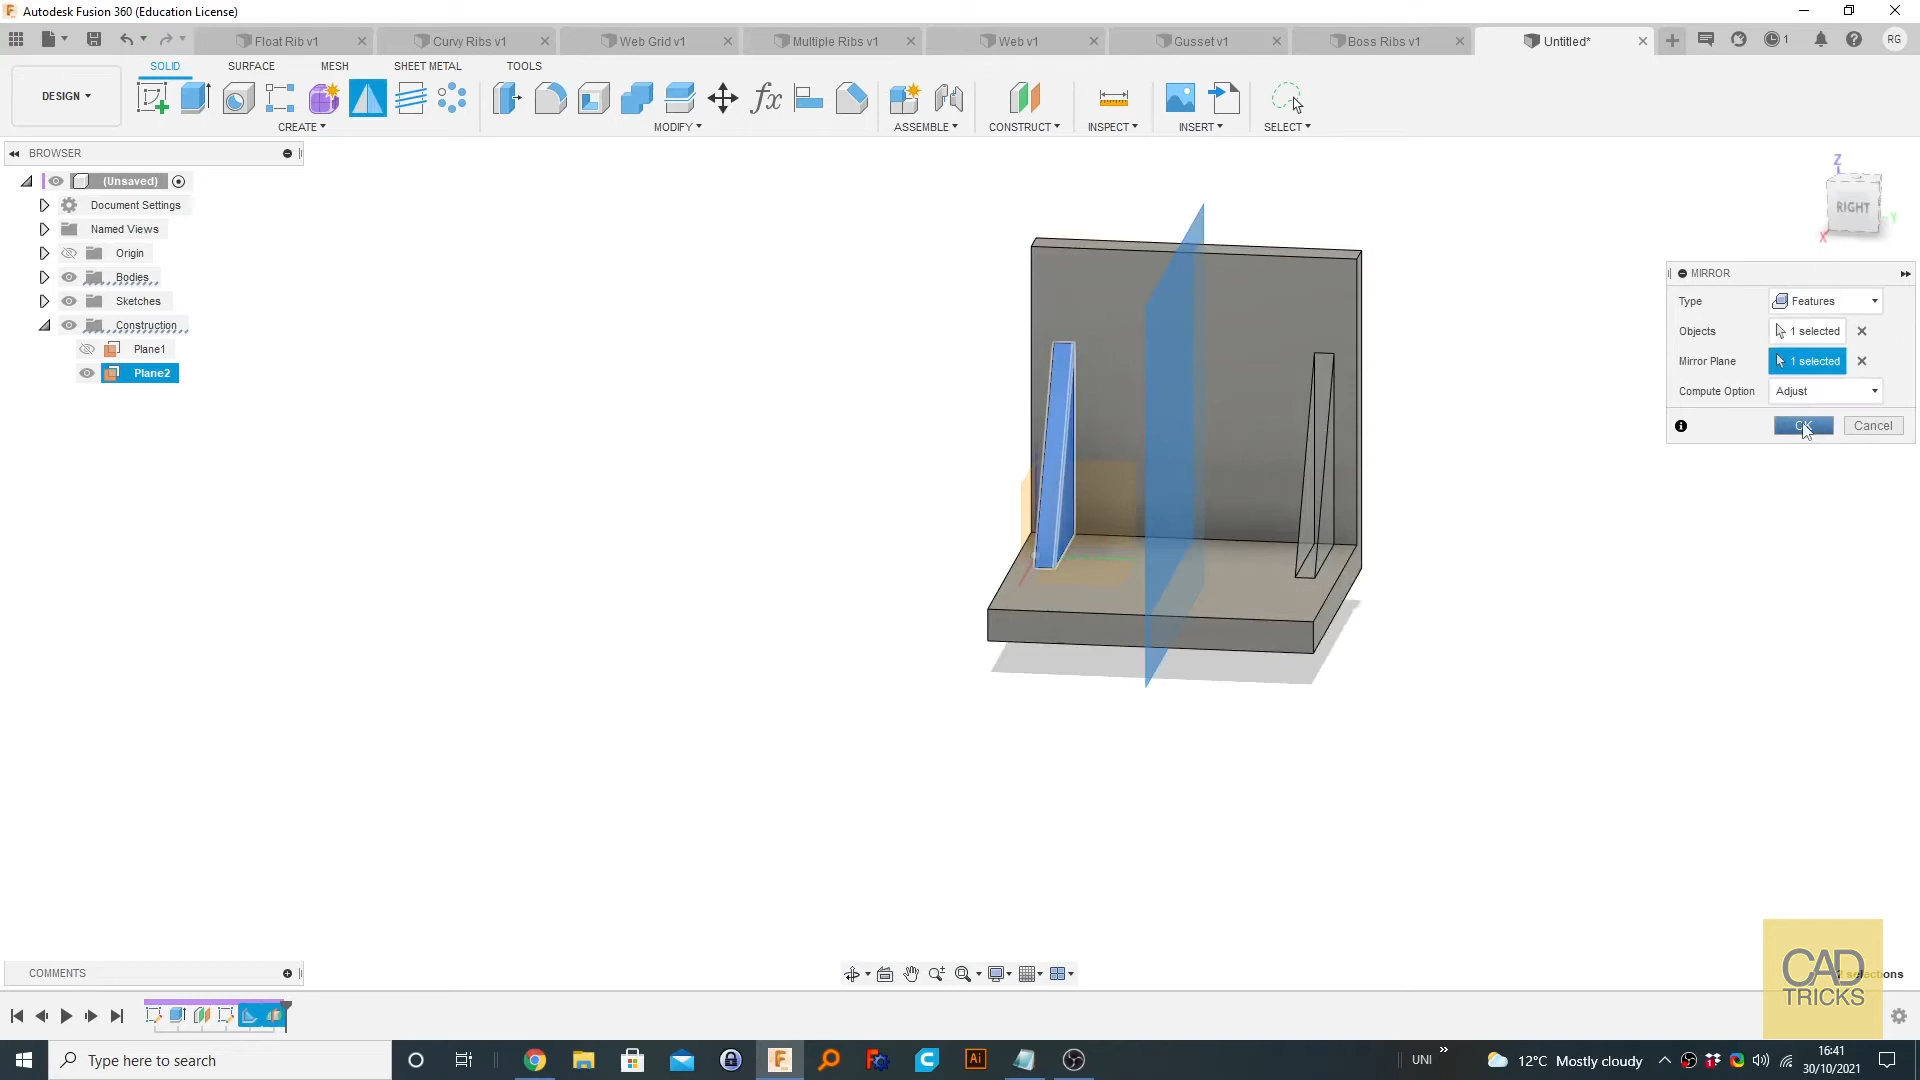 Autodesk Fusion 360 (Education License)
Float Rib v1
Curvy Ribs v1
Web Grid v1
Multiple Ribs v1
Web v1
Gusset v1
Boss Ribs v1
Untitled*
1
RG
SOLID
SURFACE
MESH
SHEET METAL
TOOLS
DESIGN
CREATE
MODIFY
ASSEMBLE
CONSTRUCT
INSPECT
INSERT
SELECT
BROWSER
(Unsaved)
Document Settings
Named Views
Origin
Bodies
Sketches
Construction
Plane1
Plane2
Z
RIGHT
Y
X
MIRROR
Type
Features
Objects
1 selected
Mirror Plane
1 selected
Compute Option
Adjust
OK
Cancel
COMMENTS
CAD
TRICKS
Type here to search
Ai
UNI
12°C Mostly cloudy
16:41
30/10/2021